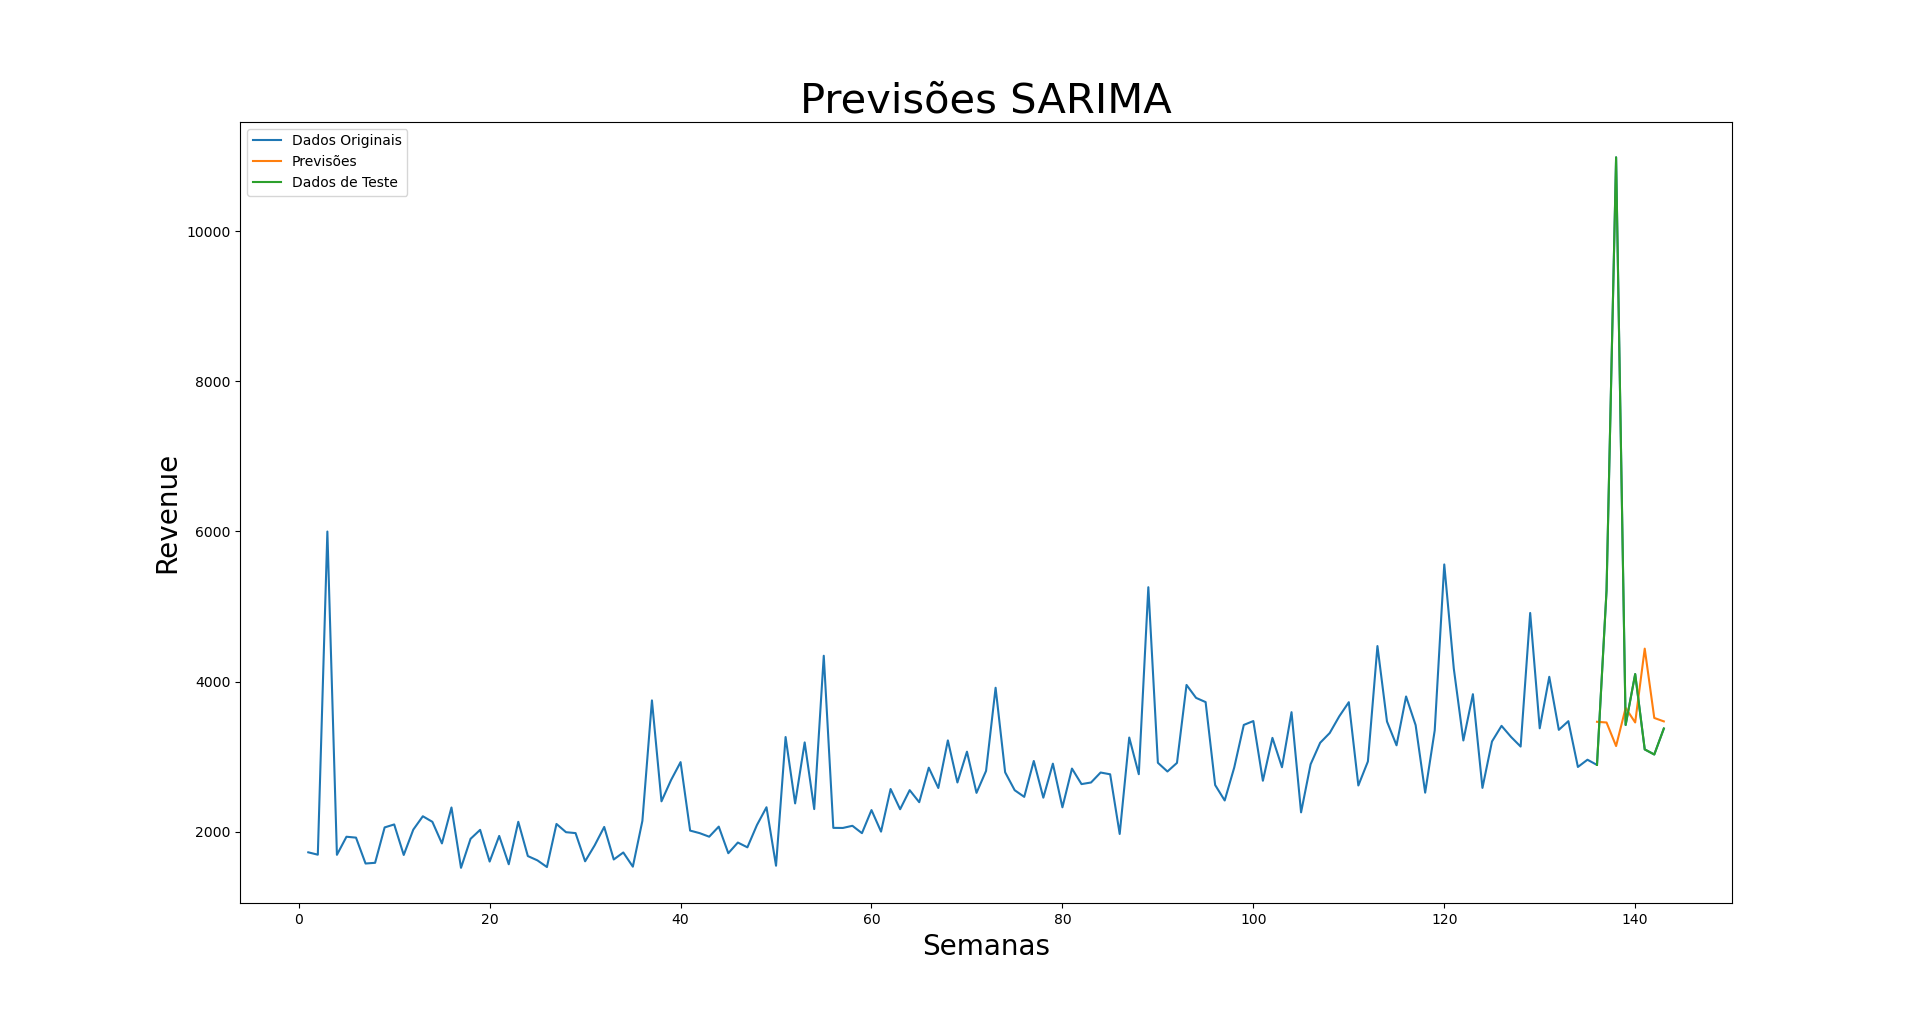 Previsões SARIMA
Dados Originais
Previsões
Dados de Teste
Revenue
10000
8000
6000
4000
2000
0 20 40 60 80 100 120 140
Semanas